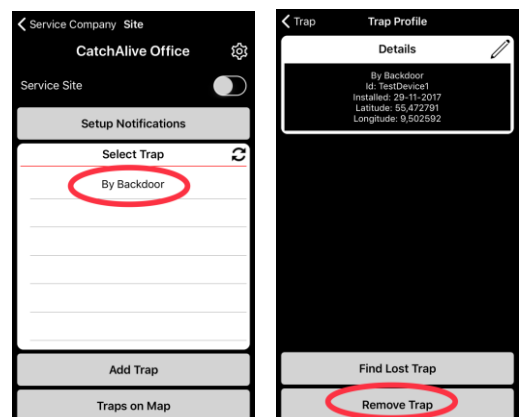 Service Company Site
CatchAlive Office
Service Site
Setup Notifications
Select Trap
By Backdoor
Add Trap
Traps on Map
Trap Trap Profile
Details
By Backdoor
Id: TestDevice1
Installed: 29-11-2017
Latitude: 55,472791
Longitude: 9,502592
Find Lost Trap
Remove Trap